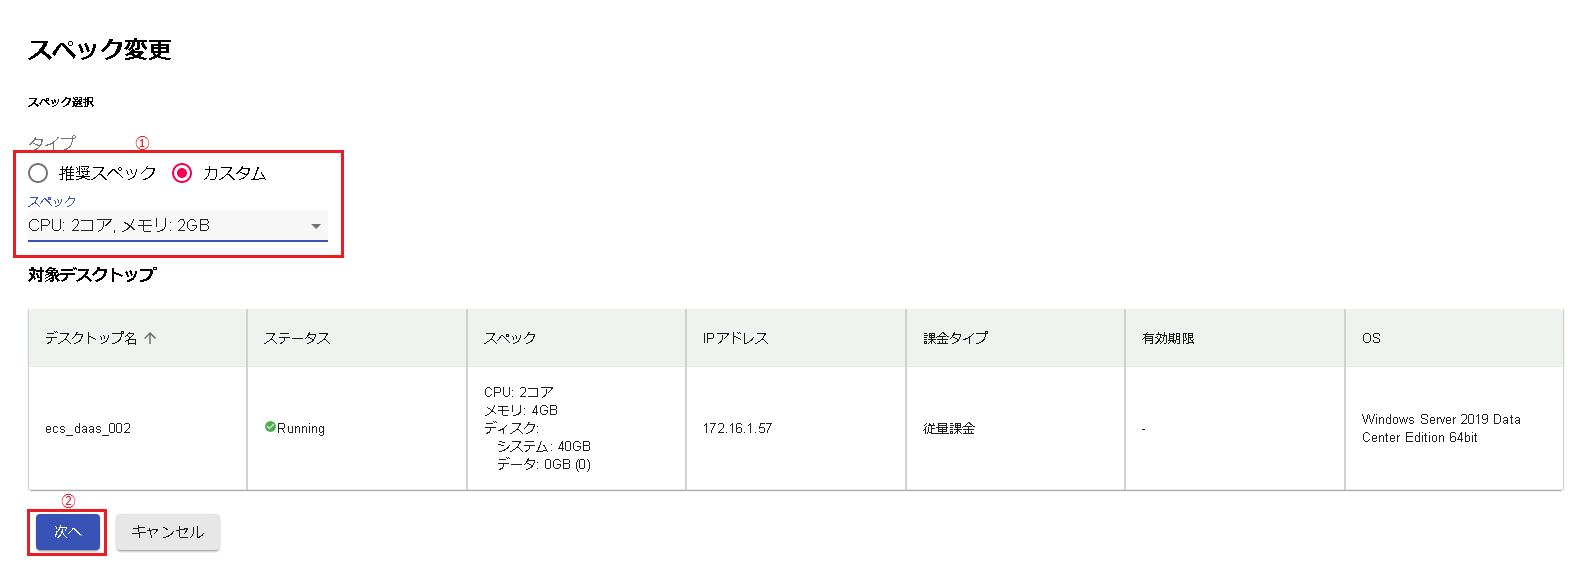 スペック変更
スペック選択
タイプ
①
推奨スペック カスタム
スペック
CPU: 2コア, メモリ: 2GB
対象デスクトップ
デスクトップ名 ステータス スペック IPアドレス 課金タイプ 有効期限 OS
ecs_daas_002
Running
CPU: 2コア
メモリ: 4GB
ディスク:
システム: 40GB
データ: 0GB (0)
172.16.1.57
従量課金
-
Windows Server 2019 Data
Center Edition 64bit
②
次へ キャンセル